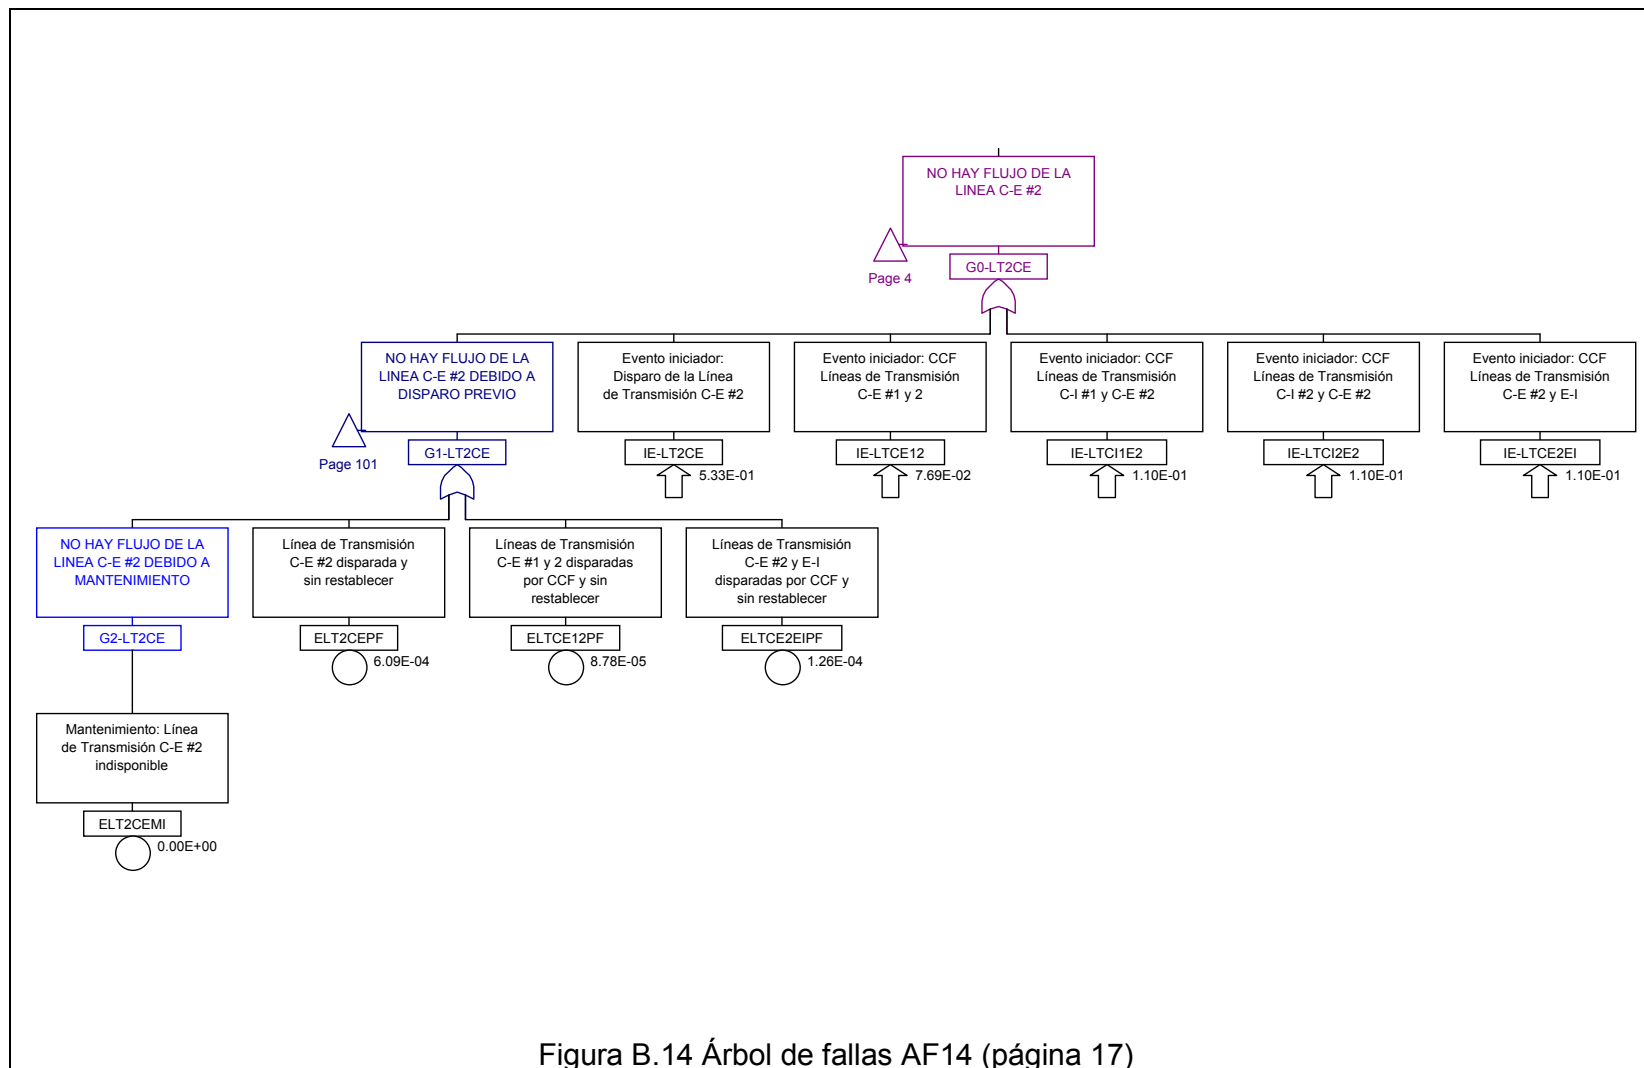 NO HAY FLUJO DE LA
LINEA C-E #2
Page 4
G0-LT2CE
NO HAY FLUJO DE LA
LINEA C-E #2 DEBIDO A
DISPARO PREVIO
Page 101
G1-LT2CE
Evento iniciador:
Disparo de la Línea
de Transmisión C-E #2
IE-LT2CE
5.33E-01
Evento iniciador: CCF
Líneas de Transmisión
C-E #1 y 2
IE-LTCE12
7.69E-02
Evento iniciador: CCF
Líneas de Transmisión
C-I #1 y C-E #2
IE-LTCI1E2
1.10E-01
Evento iniciador: CCF
Líneas de Transmisión
C-I #2 y C-E #2
IE-LTCI2E2
1.10E-01
Evento iniciador: CCF
Líneas de Transmisión
C-E #2 y E-I
IE-LTCE2EI
1.10E-01
NO HAY FLUJO DE LA
LINEA C-E #2 DEBIDO A
MANTENIMIENTO
G2-LT2CE
Línea de Transmisión
C-E #2 disparada y
sin restablecer
ELT2CEPF
6.09E-04
Líneas de Transmisión
C-E #1 y 2 disparadas
por CCF y sin
restablecer
ELTCE12PF
8.78E-05
Líneas de Transmisión
C-E #2 y E-I
disparadas por CCF y
sin restablecer
ELTCE2EIPF
1.26E-04
Mantenimiento: Línea
de Transmisión C-E #2
indisponible
ELT2CEMI
0.00E+00
Figura B.14 Árbol de fallas AF14 (página 17)